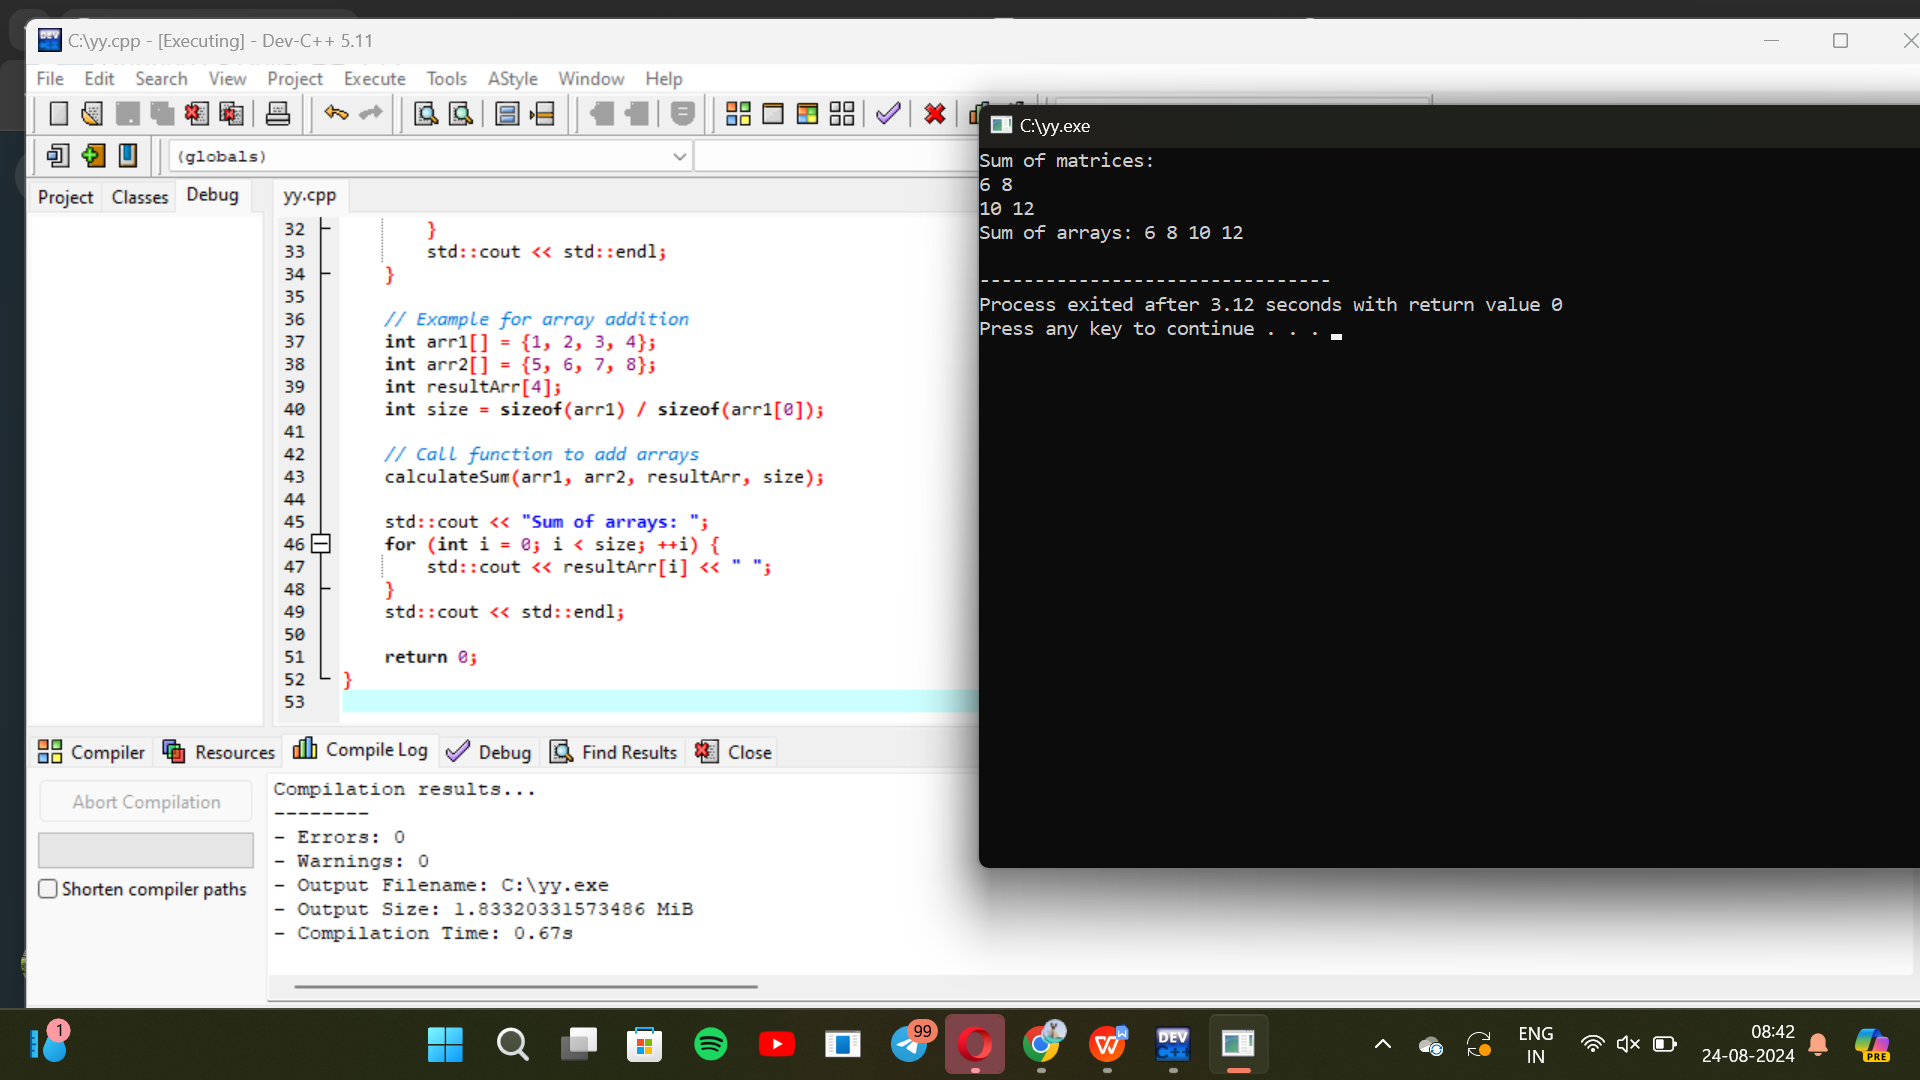 C:\yy.cpp - [Executing] - Dev-C++ 5.11
File Edit Search View Project Execute Tools AStyle Window Help
(globals)
Project Classes Debug
yy.cpp
32 }
33 std::cout << std::endl;
34 }
35
36 // Example for array addition
37 int arr1[] = {1, 2, 3, 4};
38 int arr2[] = {5, 6, 7, 8};
39 int resultArr[4];
40 int size = sizeof(arr1) / sizeof(arr1[0]);
41
42 // Call function to add arrays
43 calculateSum(arr1, arr2, resultArr, size);
44
45 std::cout << "Sum of arrays: ";
46 for (int i = 0; i < size; ++i) {
47 std::cout << resultArr[i] << " ";
48 }
49 std::cout << std::endl;
50
51 return 0;
52 }
53
C:\yy.exe
Sum of matrices:
6 8
10 12
Sum of arrays: 6 8 10 12
--------------------------------
Process exited after 3.12 seconds with return value 0
Press any key to continue . . .
Compiler Resources Compile Log Debug Find Results Close
Abort Compilation
Shorten compiler paths
Compilation results...
--------
- Errors: 0
- Warnings: 0
- Output Filename: C:\yy.exe
- Output Size: 1.83320331573486 MiB
- Compilation Time: 0.67s
1
99
DEV
C++
ENG
IN
08:42
24-08-2024
PRE